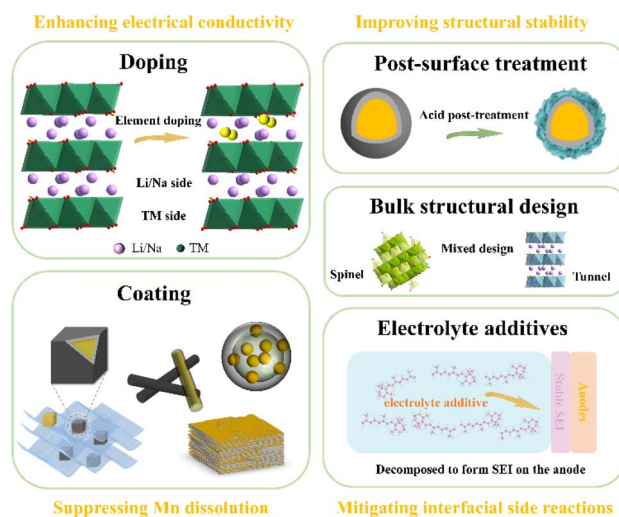 Enhancing electrical conductivity
Improving structural stability
Doping
Element doping
Li/Na side
TM side
Li/Na
TM
Post-surface treatment
Acid post-treatment
Bulk structural design
Mixed design
Spinel
Tunnel
Coating
Electrolyte additives
electrolyte additive
Stable SEI
Anodes
Decomposed to form SEI on the anode
Suppressing Mn dissolution
Mitigating interfacial side reactions